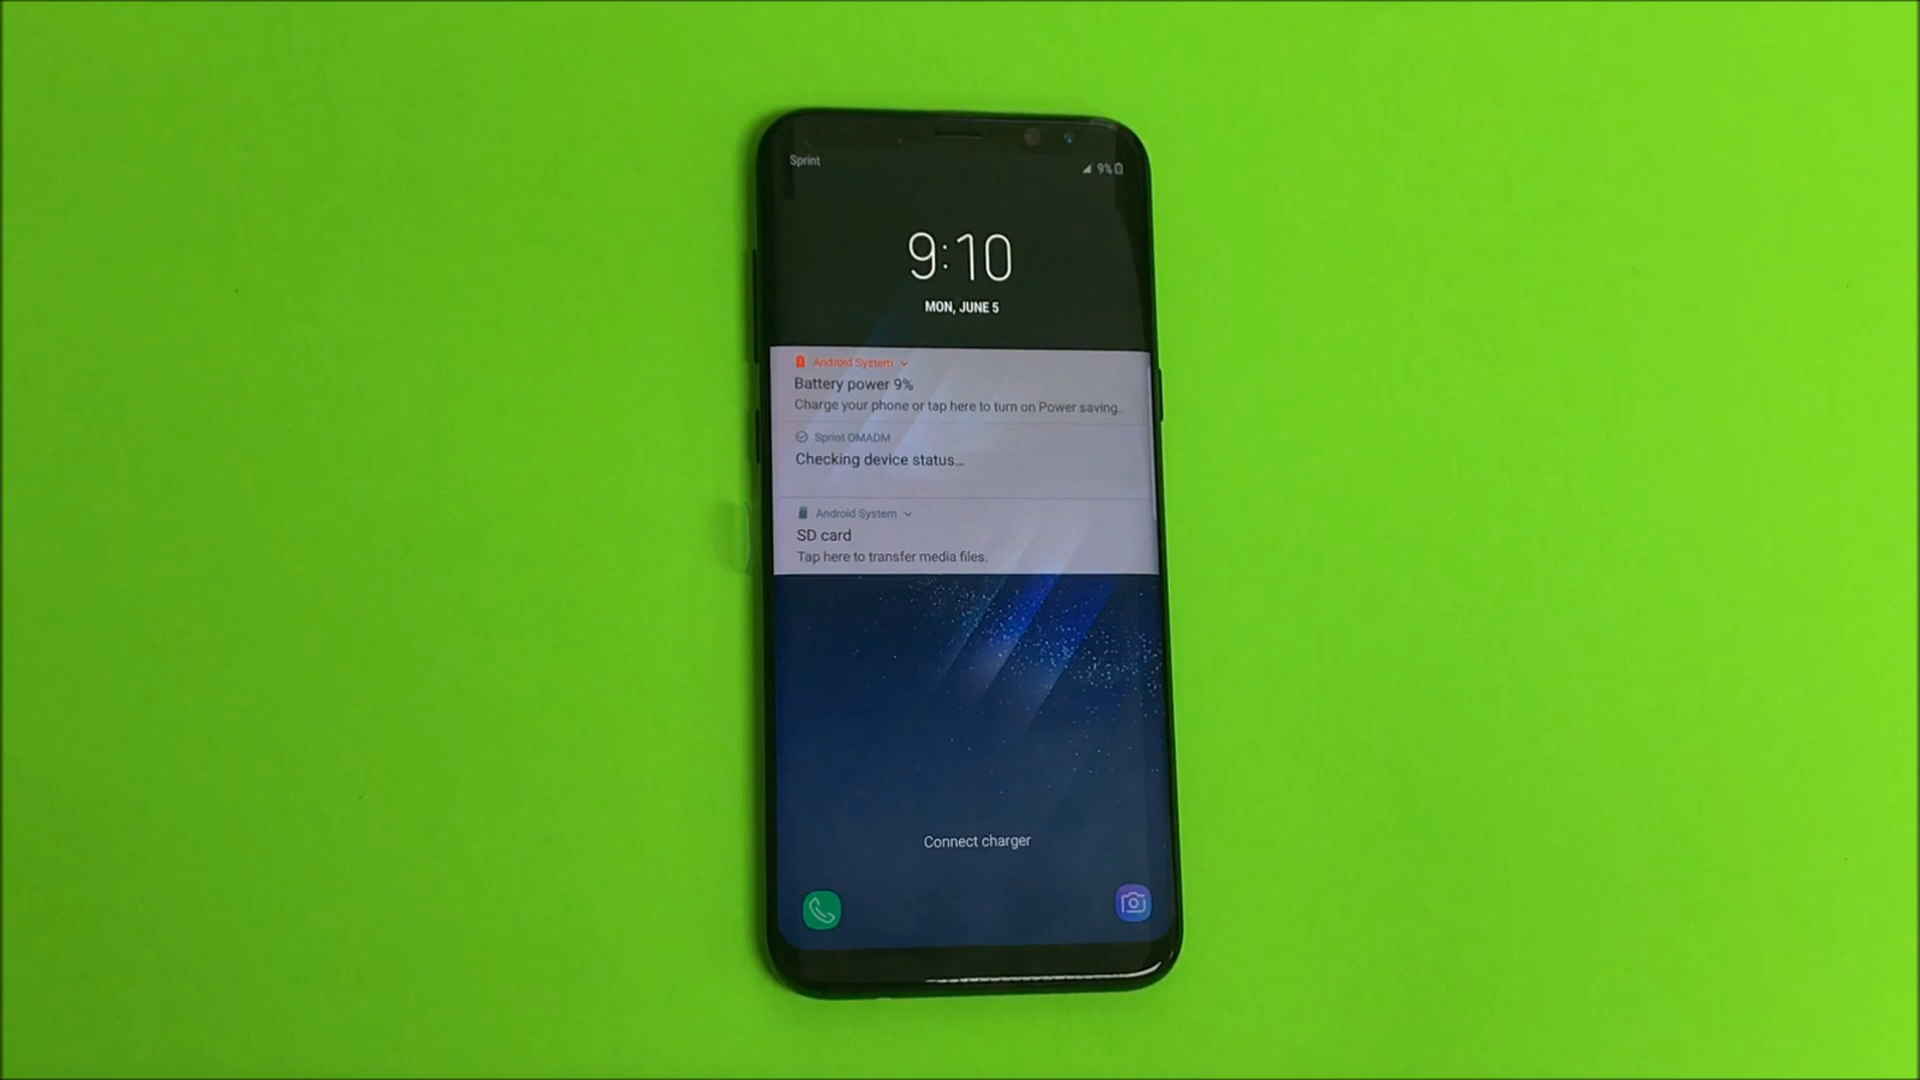 Sprint
9%
9:10
MON, JUNE 5
Android System
Battery power 9%
Charge your phone or tap here to turn on Power saving..
Sprint OMADM
Checking device status...
Android System
SD card
Tap here to transfer media files.
Connect charger